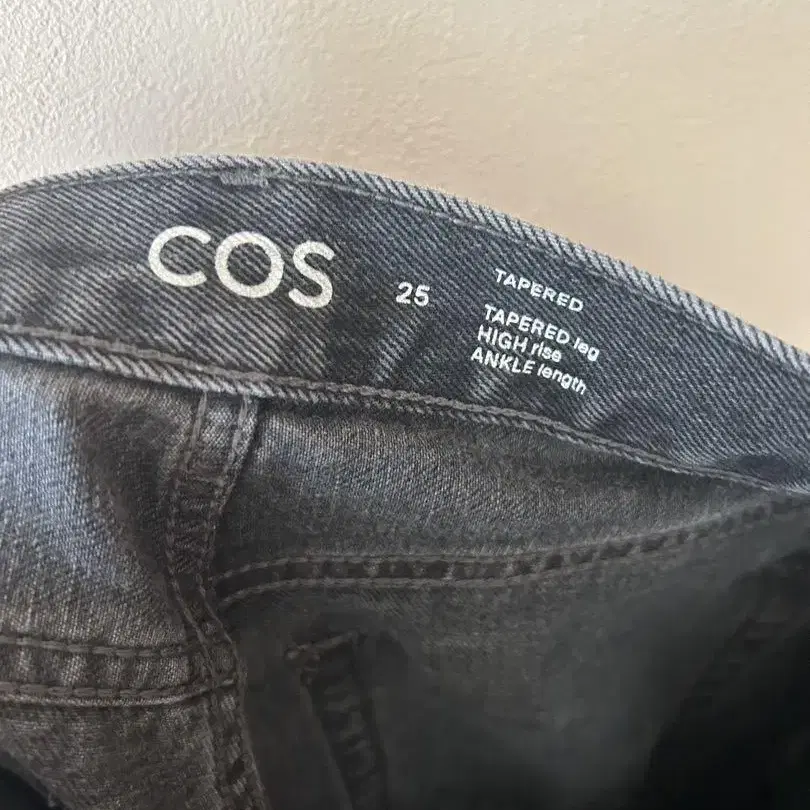 COS
25
TAPERED
TAPERED leg
HIGH rise
ANKLE length